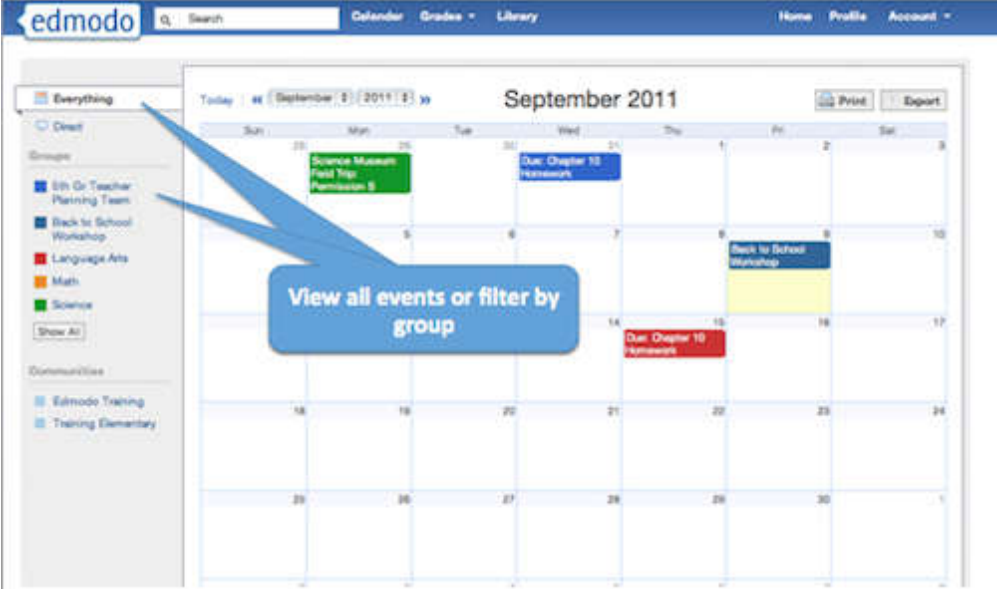 edmodo
Search
Calendar Grades Library
Home Profile Account
Everything
Direct
Groups
6th Gr Teacher
Planning Team
Back to School
Workshop
Language Arts
Math
Science
Show All
Communities
Edmodo Training
Training Elementary
Today « September 2011 »
September 2011
Print Export
Sun Mon Tue Wed Thu Fri Sat
28 29 30 31 1 2 3
Science Museum
Field Trip:
Permission S
Due: Chapter 10
Homework
5 6 7 8 9 10
Back to School
Workshop
View all events or filter by
group
14 15 16 17
Due: Chapter 10
Homework
18 19 20 21 22 23 24
25 26 27 28 29 30 1